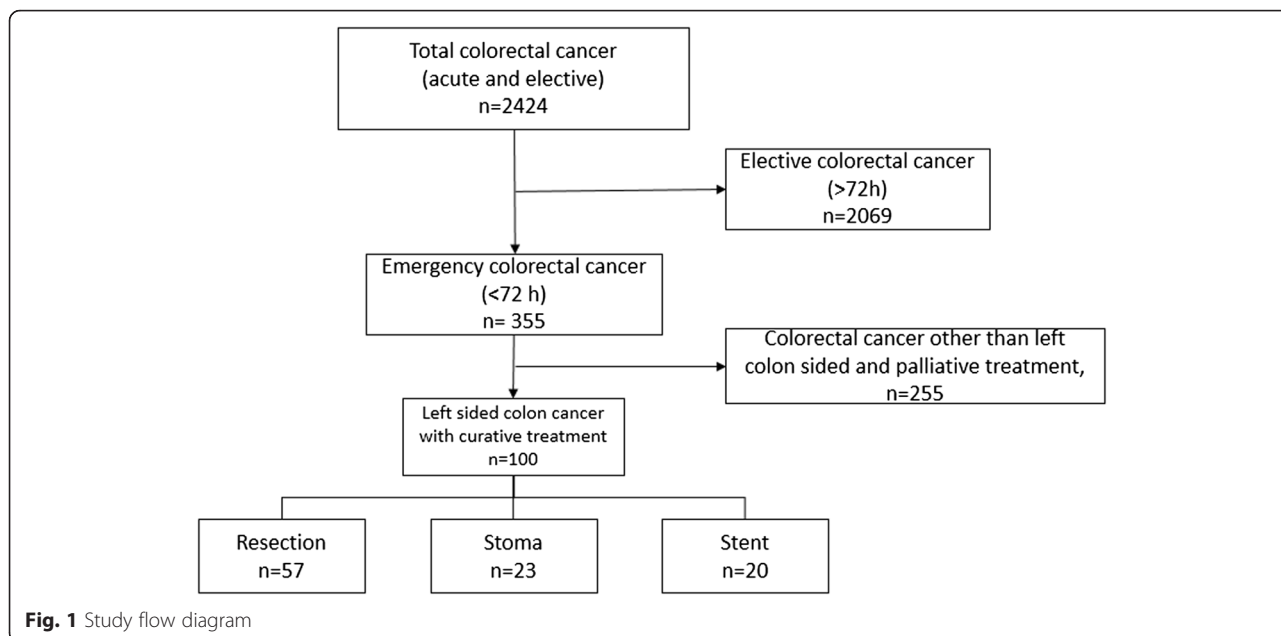 Total colorectal cancer
(acute and elective)
n=2424
Elective colorectal cancer
(>72h)
n=2069
Emergency colorectal cancer
(<72 h)
n= 355
Colorectal cancer other than left
colon sided and palliative treatment,
n=255
Left sided colon cancer
with curative treatment
n=100
Resection
n=57
Stoma
n=23
Stent
n=20
Fig. 1 Study flow diagram